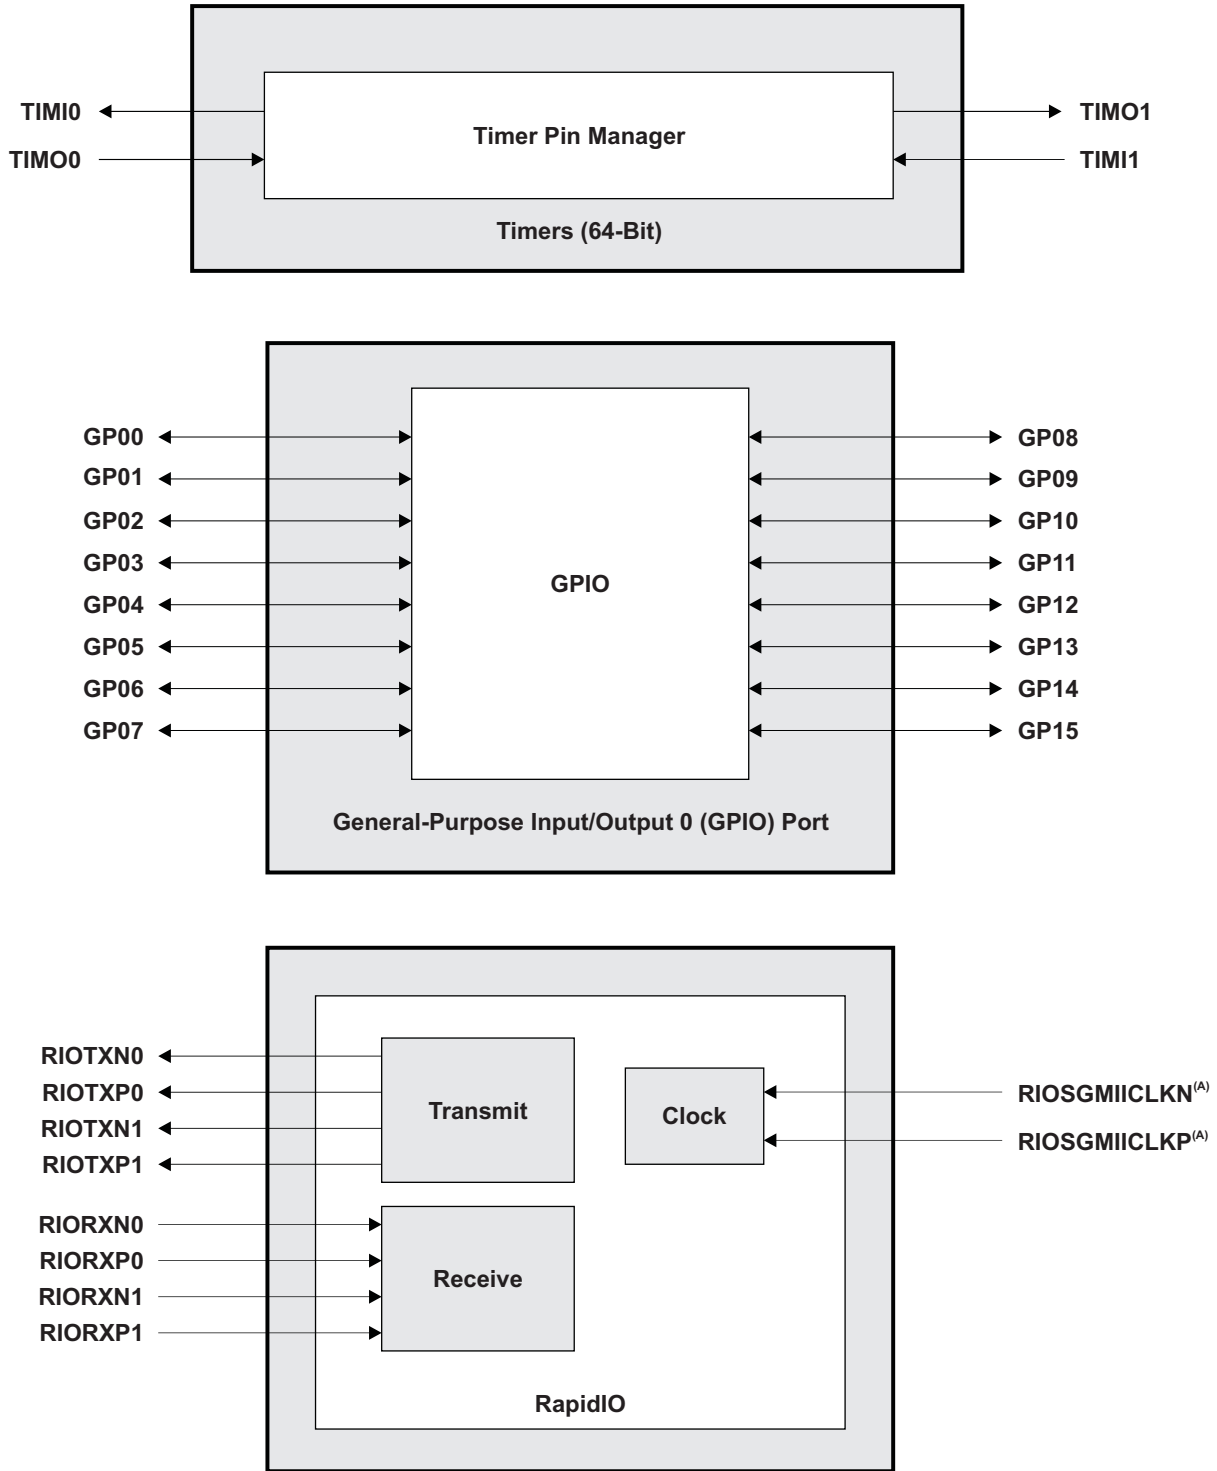 TIMI0
TIMO0
Timer Pin Manager
TIMO1
TIMI1
Timers (64-Bit)
GP00
GP01
GP02
GP03
GP04
GP05
GP06
GP07
GPIO
GP08
GP09
GP10
GP11
GP12
GP13
GP14
GP15
General-Purpose Input/Output 0 (GPIO) Port
RIOTXN0
RIOTXP0
RIOTXN1
RIOTXP1
Transmit
Clock
RIOSGMIICLKN(A)
RIOSGMIICLKP(A)
RIORXN0
RIORXP0
RIORXN1
RIORXP1
Receive
RapidIO